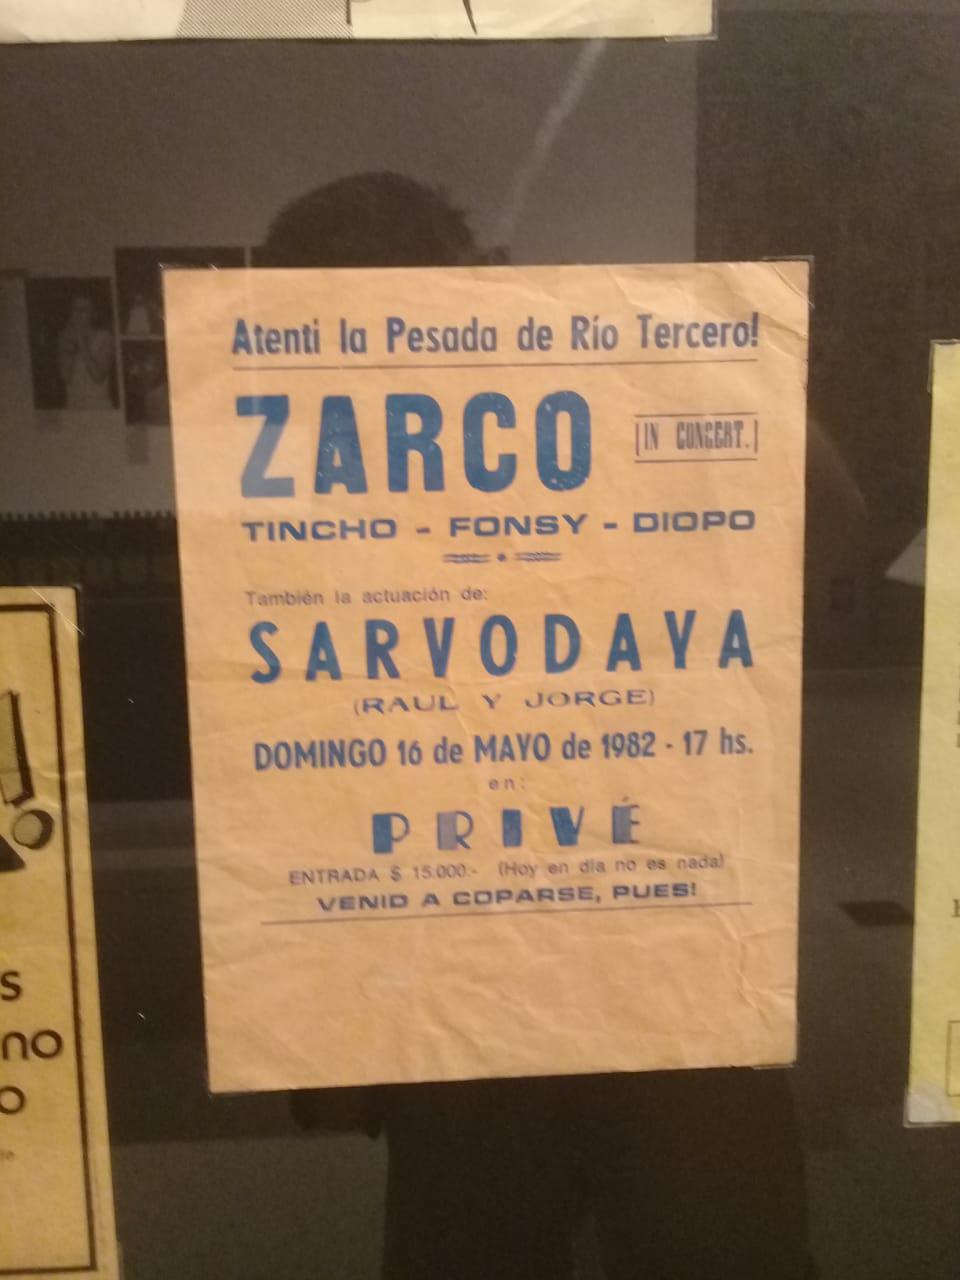 Atenti la Pesada de Río Tercero!
ZARCO
IN CONCERT.
TINCHO - FONSY - DIOPO
También la actuación de:
SARVODAYA
(RAUL Y JORGE)
DOMINGO 16 de MAYO de 1982 - 17 hs.
en:
PRIVÉ
ENTRADA $ 15.000.- (Hoy en día no es nada)
VENID A COPARSE, PUES!